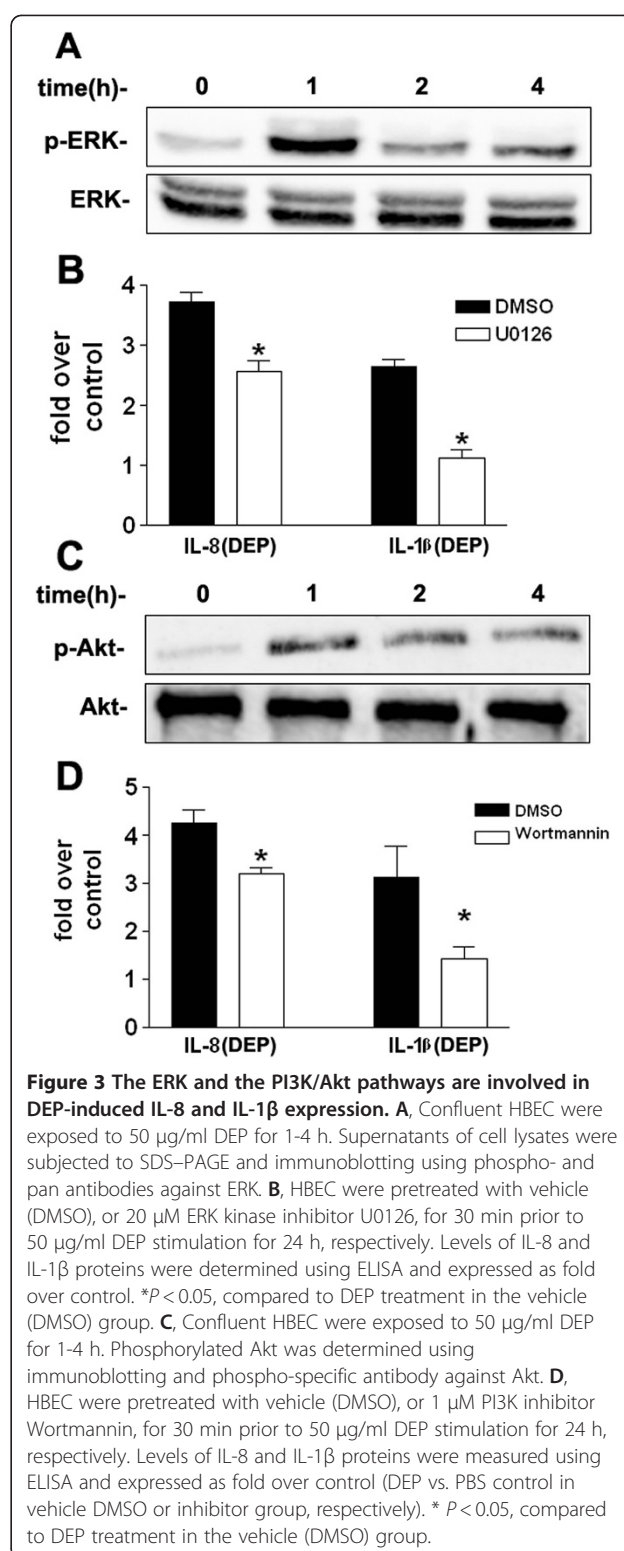 A
time(h)- 0 1 2 4
p-ERK-
ERK-
B
fold over
control
4
3
2
1
0
DMSO
U0126
*
*
IL-8(DEP) IL-1β(DEP)
C
time(h)- 0 1 2 4
p-Akt-
Akt-
D
fold over
control
5
4
3
2
1
0
DMSO
Wortmannin
*
*
IL-8(DEP) IL-1β(DEP)
Figure 3 The ERK and the PI3K/Akt pathways are involved in
DEP-induced IL-8 and IL-1β expression. A, Confluent HBEC were
exposed to 50 μg/ml DEP for 1-4 h. Supernatants of cell lysates were
subjected to SDS–PAGE and immunoblotting using phospho- and
pan antibodies against ERK. B, HBEC were pretreated with vehicle
(DMSO), or 20 μM ERK kinase inhibitor U0126, for 30 min prior to
50 μg/ml DEP stimulation for 24 h, respectively. Levels of IL-8 and
IL-1β proteins were determined using ELISA and expressed as fold
over control. *P < 0.05, compared to DEP treatment in the vehicle
(DMSO) group. C, Confluent HBEC were exposed to 50 μg/ml DEP
for 1-4 h. Phosphorylated Akt was determined using
immunoblotting and phospho-specific antibody against Akt. D,
HBEC were pretreated with vehicle (DMSO), or 1 μM PI3K inhibitor
Wortmannin, for 30 min prior to 50 μg/ml DEP stimulation for 24 h,
respectively. Levels of IL-8 and IL-1β proteins were measured using
ELISA and expressed as fold over control (DEP vs. PBS control in
vehicle DMSO or inhibitor group, respectively). * P < 0.05, compared
to DEP treatment in the vehicle (DMSO) group.